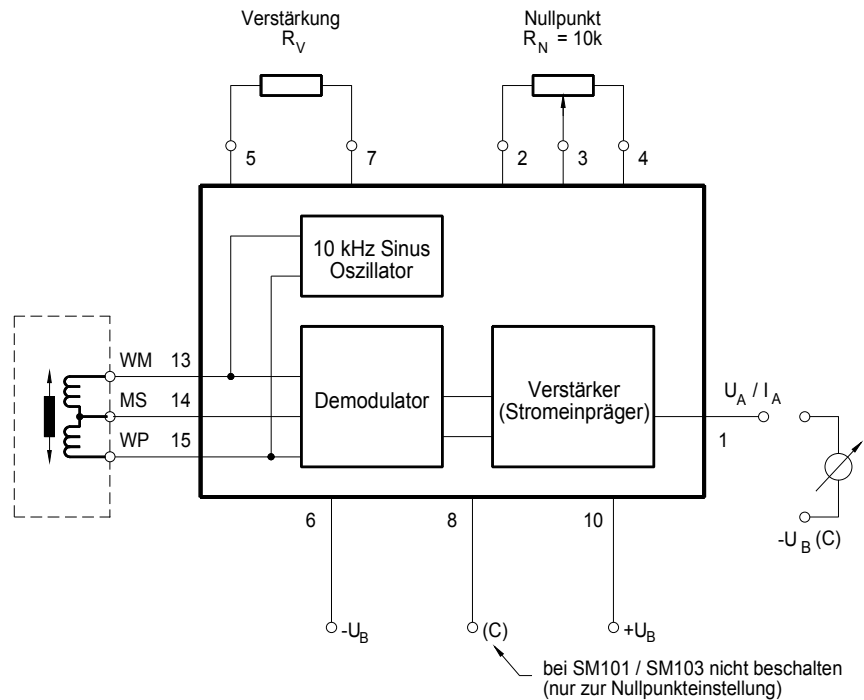 Verstärkung
R_V
Nullpunkt
R_N = 10k
5
7
2
3
4
10 kHz Sinus
Oszillator
WM 13
MS 14
WP 15
Demodulator
Verstärker
(Stromeinpräger)
U_A / I_A
1
-U_B (C)
6
8
10
-U_B
(C)
+U_B
bei SM101 / SM103 nicht beschalten
(nur zur Nullpunkteinstellung)